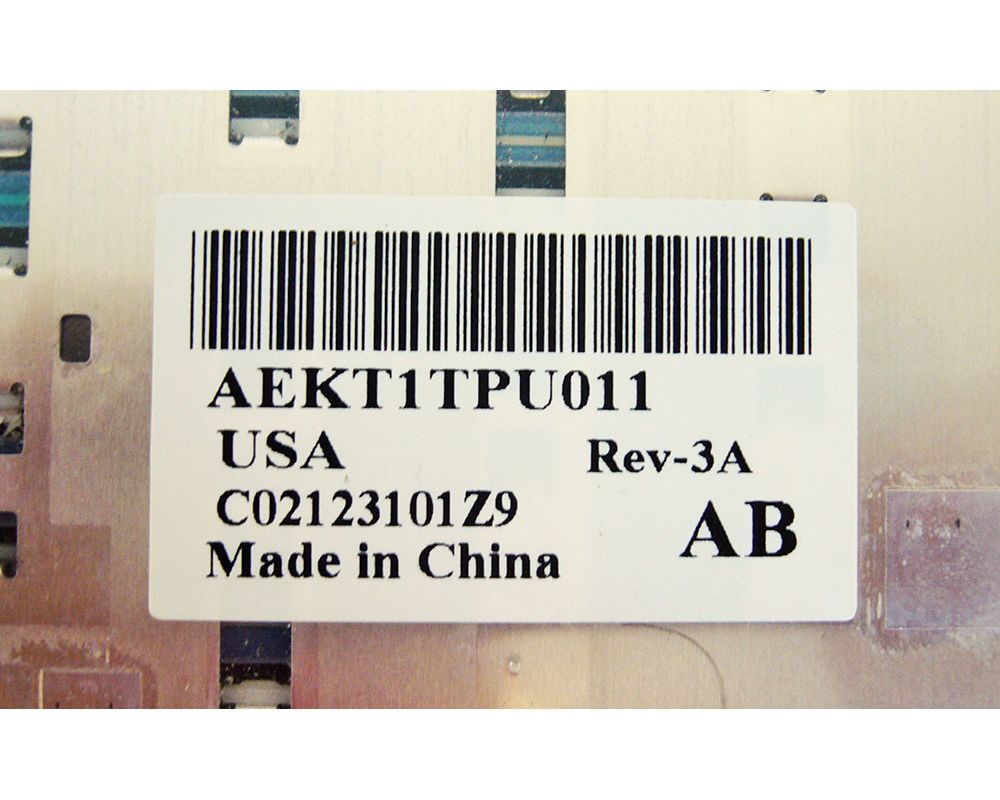 AEKT1TPU011
USA Rev-3A
C02123101Z9 AB
Made in China